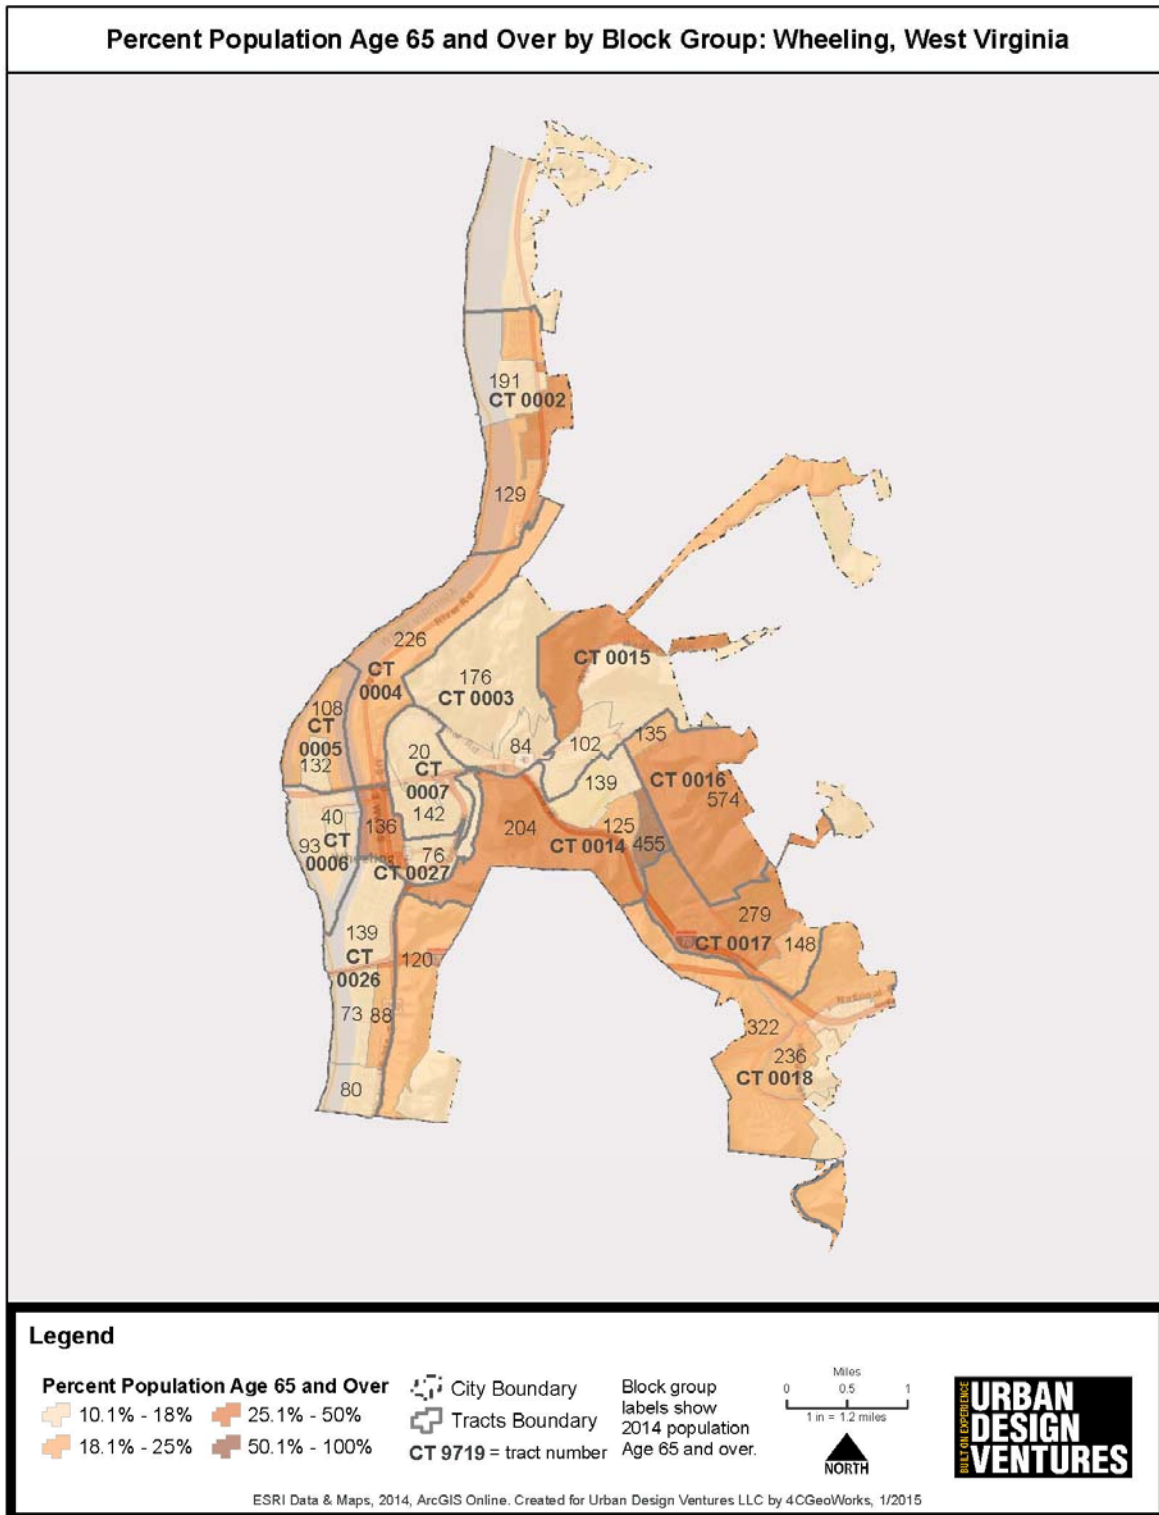 Percent Population Age 65 and Over by Block Group: Wheeling, West Virginia
191
CT 0002
129
226
CT
0004
176
CT 0003
CT 0015
108
CT
0005
132
20
CT
0007
142
84
102
135
139
CT 0016
574
40
93
CT
0006
136
76
CT 0027
204
125
CT 0014
455
279
CT 0017
148
139
CT
0026
120
73
88
80
322
236
CT 0018
River Rd
Wheeling
National
Legend
Percent Population Age 65 and Over
10.1% - 18%
25.1% - 50%
18.1% - 25%
50.1% - 100%
City Boundary
Tracts Boundary
CT 9719 = tract number
Block group
labels show
2014 population
Age 65 and over.
Miles
0 0.5 1
1 in = 1.2 miles
NORTH
BUILT ON EXPERIENCE
URBAN
DESIGN
VENTURES
ESRI Data & Maps, 2014, ArcGIS Online. Created for Urban Design Ventures LLC by 4CGeoWorks, 1/2015